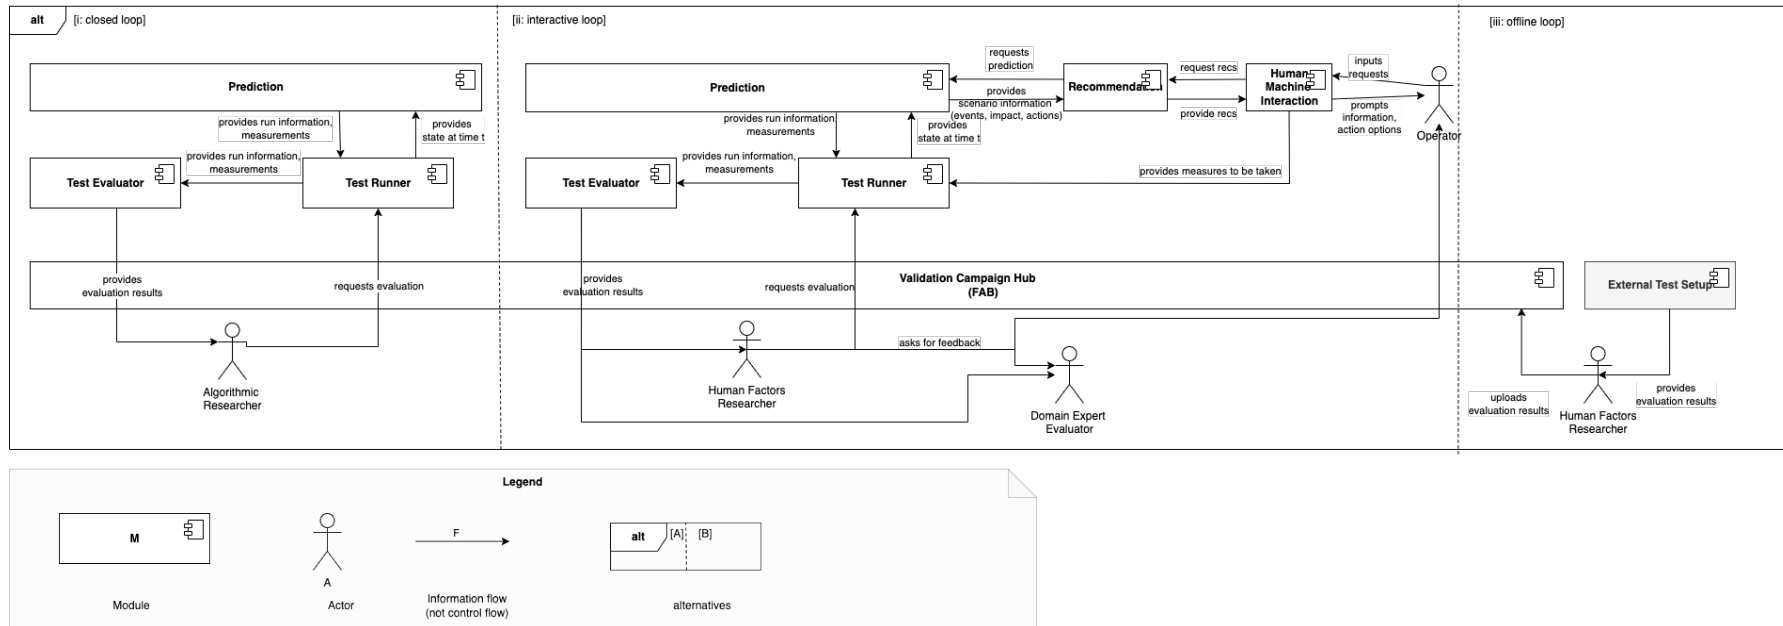 alt
[i: closed loop]
[ii: interactive loop]
[iii: offline loop]
Prediction
provides run information,
measurements
provides
state at time t
provides run information,
measurements
Test Evaluator
Test Runner
provides
evaluation results
requests evaluation
Algorithmic
Researcher
Prediction
requests
prediction
provides
scenario information
(events, impact, actions)
Recommendation
request recs
provide recs
Human
Machine
Interaction
inputs
requests
prompts
information,
action options
Operator
provides run information
measurements
provides
state at time t
provides run information,
measurements
Test Evaluator
Test Runner
provides measures to be taken
Validation Campaign Hub
(FAB)
provides
evaluation results
requests evaluation
asks for feedback
Human Factors
Researcher
Domain Expert
Evaluator
External Test Setup
uploads
evaluation results
Human Factors
Researcher
provides
evaluation results
Legend
M
Module
A
Actor
F
Information flow
(not control flow)
alt
[A]
[B]
alternatives